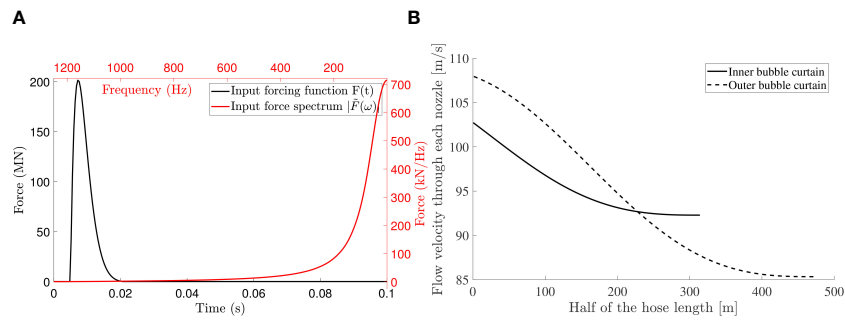 A
1200 1000 800 600 400 200
Frequency (Hz)
Input forcing function F(t)
Input force spectrum |F̃(ω)|
Force (MN)
200
150
100
50
0
Force (kN/Hz)
700
600
500
400
300
200
100
0
0 0.02 0.04 0.06 0.08 0.1
Time (s)
B
Flow velocity through each nozzle [m/s]
110
105
100
95
90
85
Inner bubble curtain
Outer bubble curtain
0 100 200 300 400 500
Half of the hose length [m]